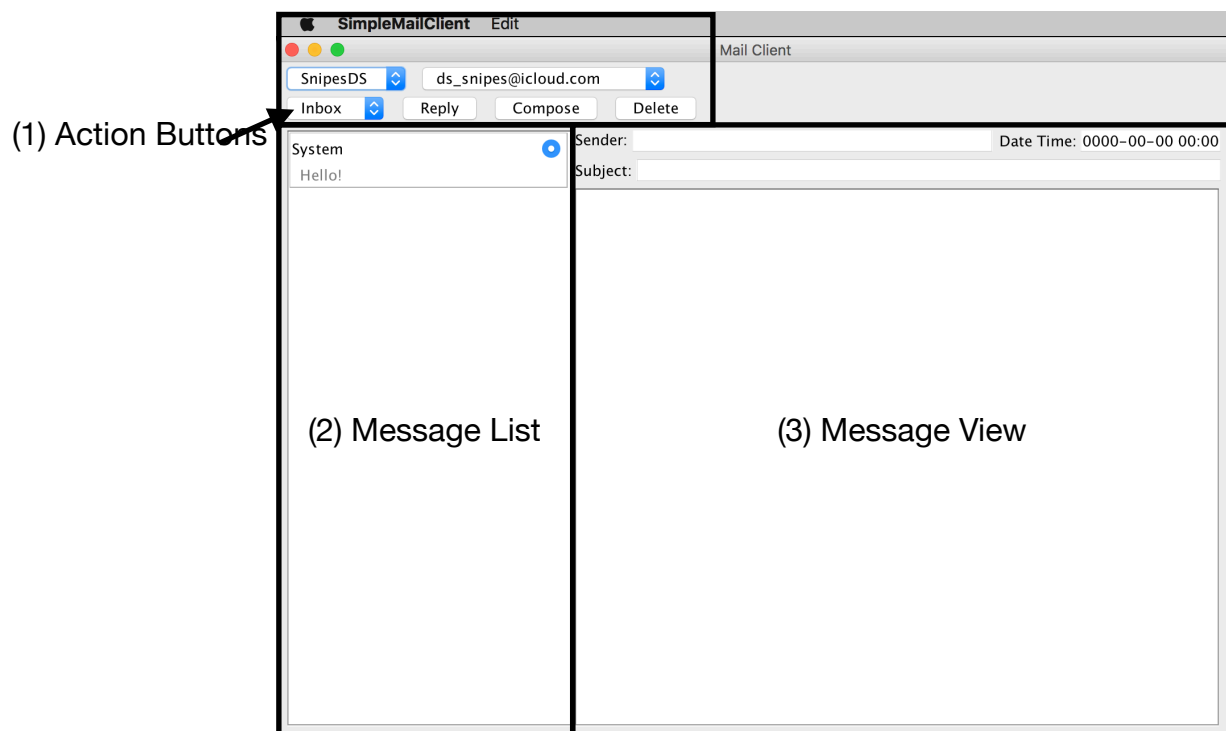 SimpleMailClient Edit
Mail Client
SnipesDS ds_snipes@icloud.com
Inbox Reply Compose Delete
(1) Action Buttons
System
Hello!
Sender: Date Time: 0000-00-00 00:00
Subject:
(2) Message List
(3) Message View